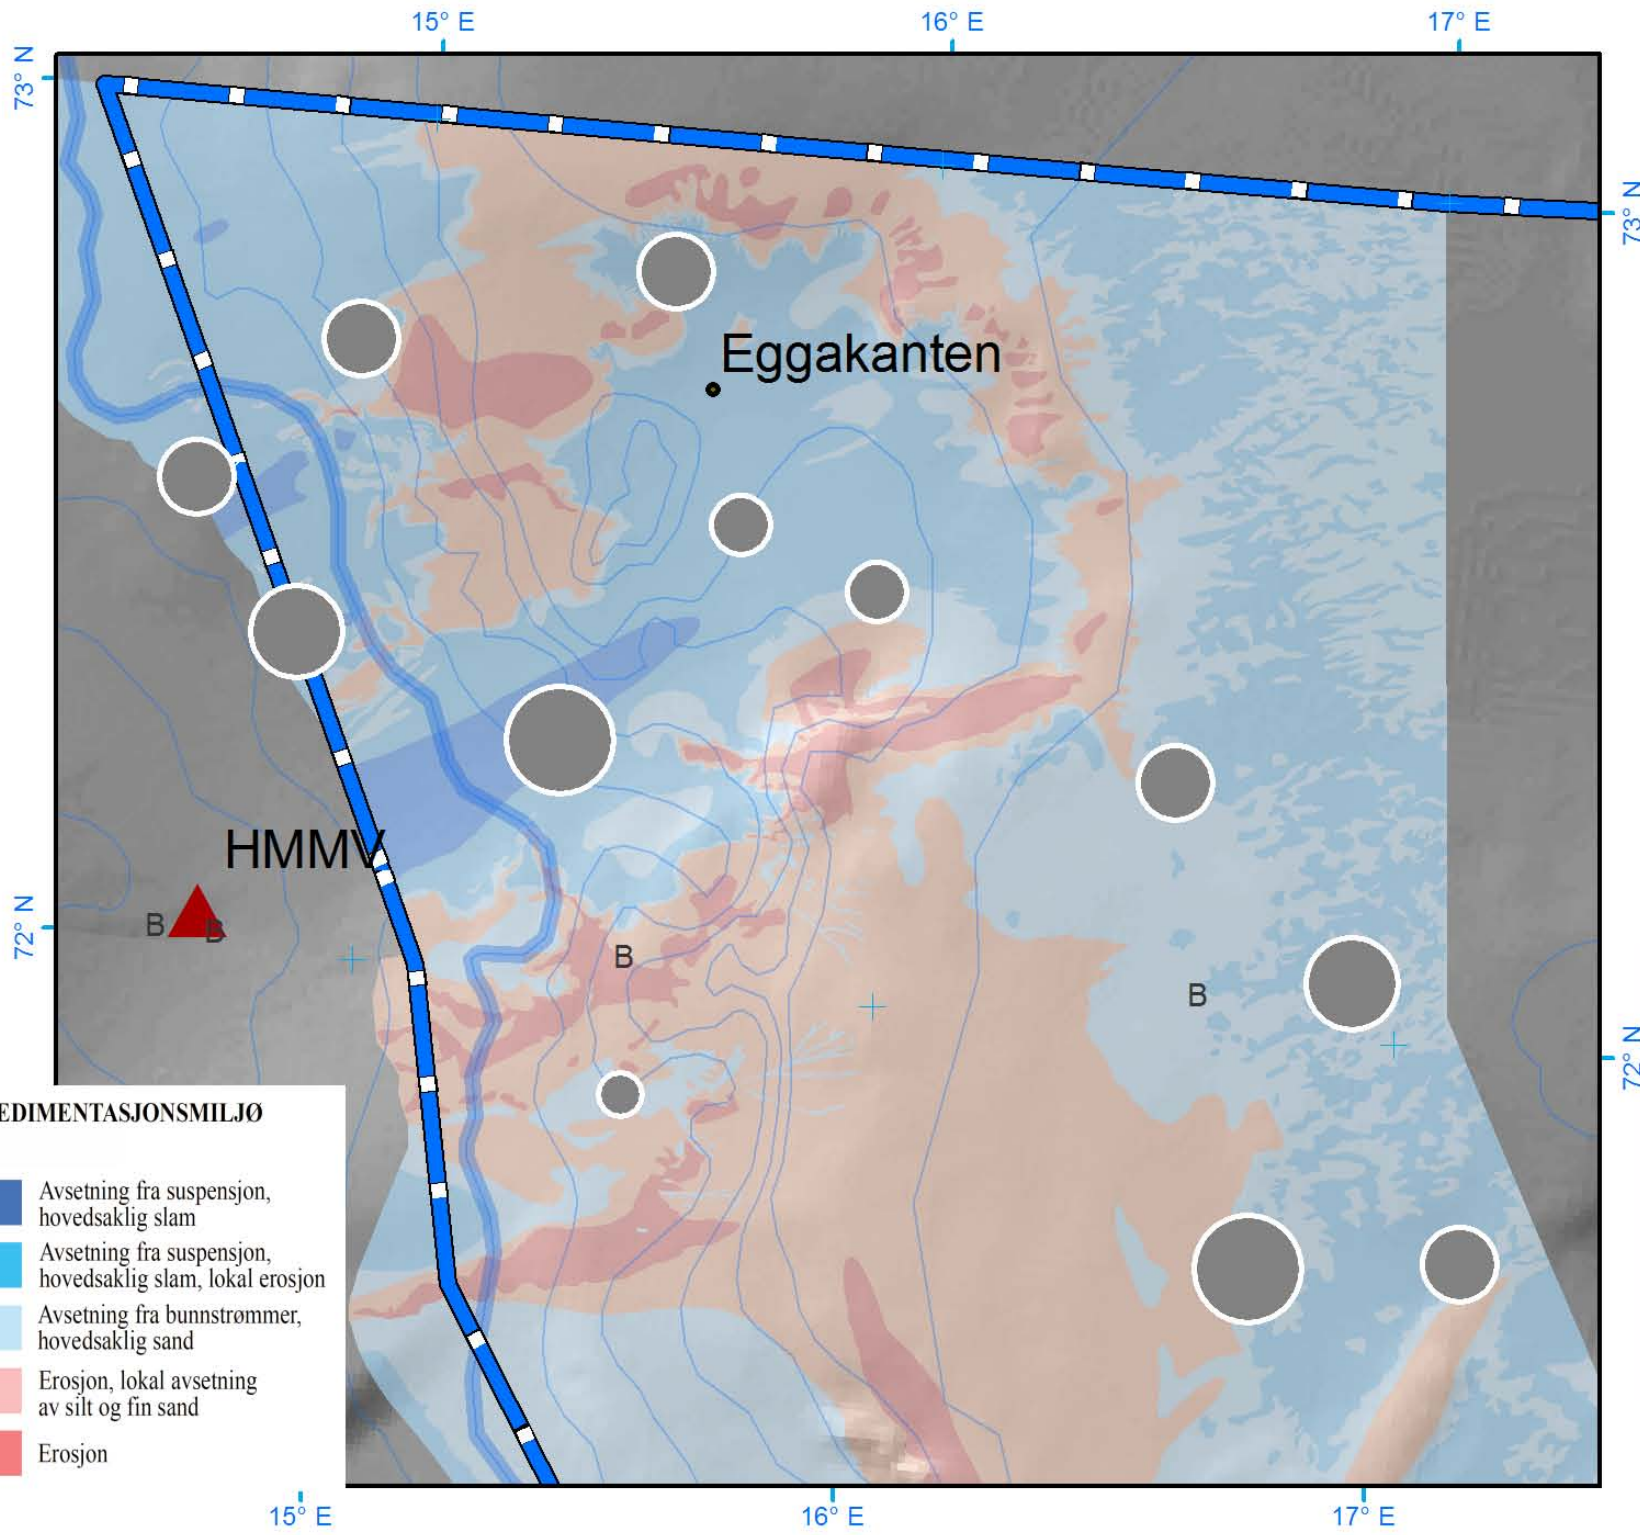 15° E
16° E
17° E
73° N
73° N
Eggakanten
HMMV
B
B
B
B
72° N
72° N
EDIMENTASJONSMILJØ
Avsetning fra suspensjon,
hovedsaklig slam
Avsetning fra suspensjon,
hovedsaklig slam, lokal erosjon
Avsetning fra bunnstrømmer,
hovedsaklig sand
Erosjon, lokal avsetning
av silt og fin sand
Erosjon
15° E
16° E
17° E